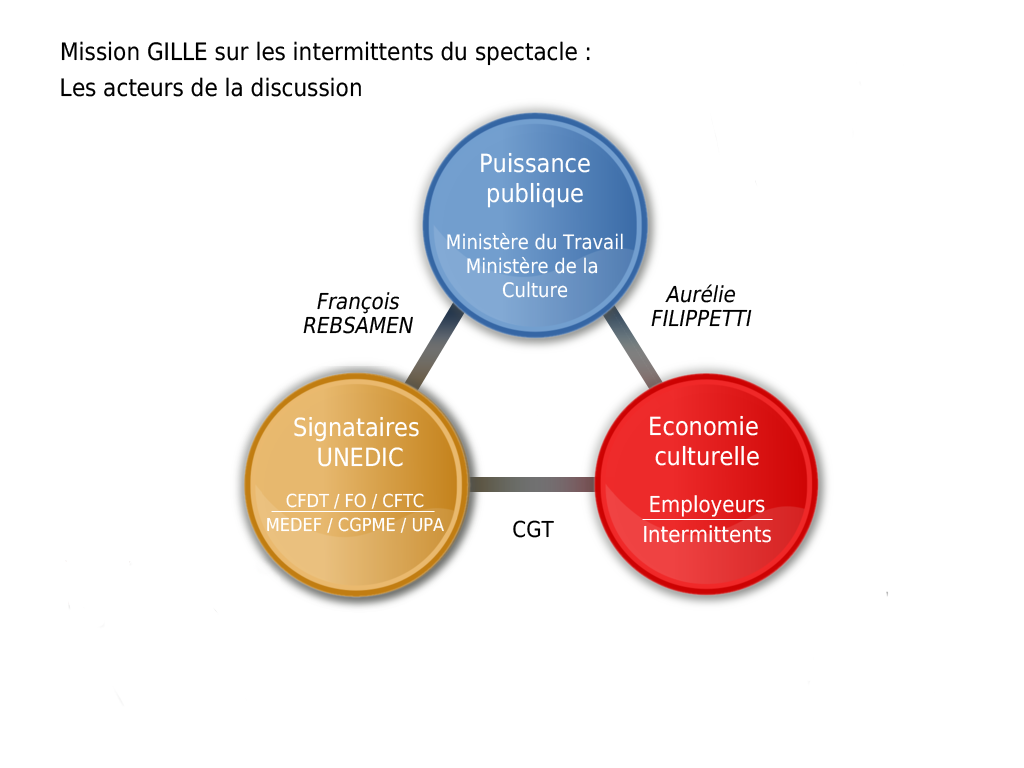 Mission GILLE sur les intermittents du spectacle :
Les acteurs de la discussion
Puissance
publique
Ministère du Travail
Ministère de la
Culture
François
REBSAMEN
Aurélie
FILIPPETTI
Signataires
UNEDIC
CFDT / FO / CFTC
MEDEF / CGPME / UPA
Economie
culturelle
Employeurs
Intermittents
CGT